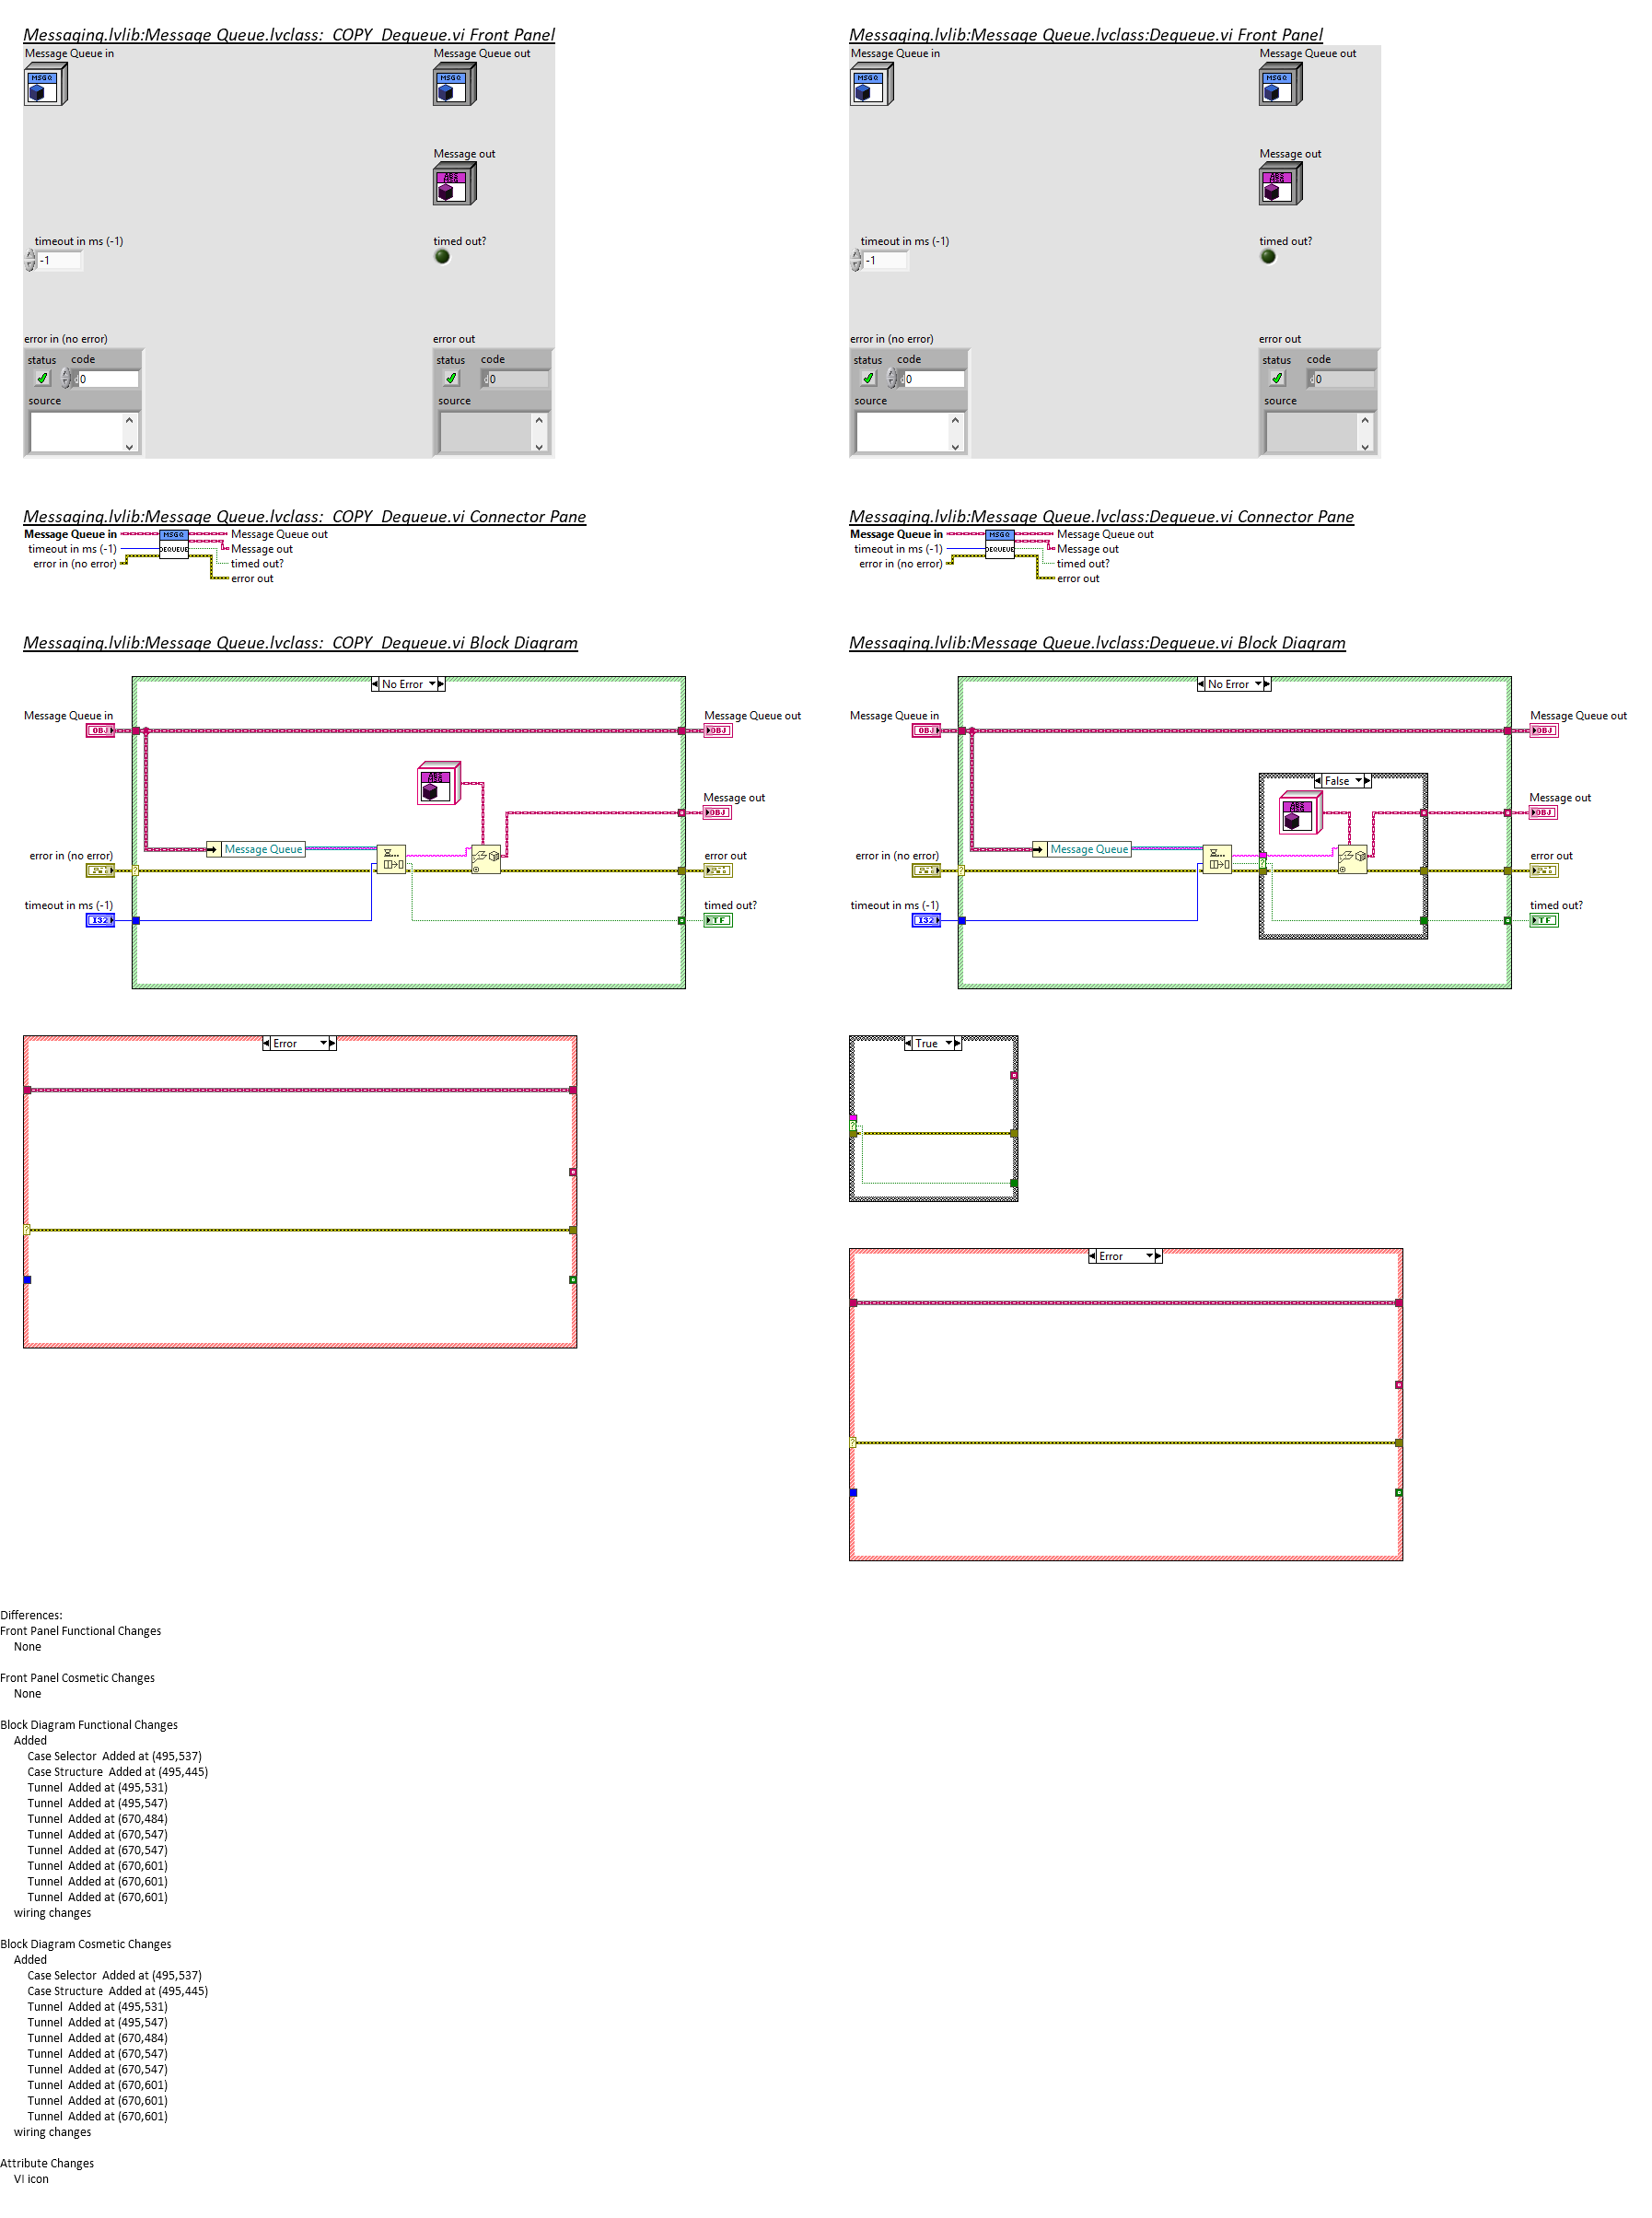 Messaging.lvlib:Message Queue.lvclass:_COPY_Dequeue.vi Front Panel
Message Queue in
Message Queue out
MSGQ
MSGQ
Message out
ABS
MSG
timeout in ms (-1)
timed out?
-1
error in (no error)
error out
status code
status code
0
0
source
source
Messaging.lvlib:Message Queue.lvclass:Dequeue.vi Front Panel
Message Queue in
Message Queue out
MSGQ
MSGQ
Message out
ABS
MSG
timeout in ms (-1)
timed out?
-1
error in (no error)
error out
status code
status code
0
0
source
source
Messaging.lvlib:Message Queue.lvclass:_COPY_Dequeue.vi Connector Pane
Message Queue in
MSGQ
Message Queue out
timeout in ms (-1)
DEQUEUE
Message out
error in (no error)
timed out?
error out
Messaging.lvlib:Message Queue.lvclass:Dequeue.vi Connector Pane
Message Queue in
MSGQ
Message Queue out
timeout in ms (-1)
DEQUEUE
Message out
error in (no error)
timed out?
error out
Messaging.lvlib:Message Queue.lvclass:_COPY_Dequeue.vi Block Diagram
No Error
Message Queue in
Message Queue out
OBJ
OBJ
ABS
MSG
Message out
OBJ
Message Queue
error in (no error)
error out
?
timeout in ms (-1)
timed out?
I32
TF
Error
?
Messaging.lvlib:Message Queue.lvclass:Dequeue.vi Block Diagram
No Error
Message Queue in
Message Queue out
OBJ
OBJ
False
ABS
MSG
Message out
OBJ
Message Queue
error in (no error)
error out
?
?
timeout in ms (-1)
timed out?
I32
TF
True
?
Error
?
Differences:
Front Panel Functional Changes
None
Front Panel Cosmetic Changes
None
Block Diagram Functional Changes
Added
Case Selector  Added at (495,537)
Case Structure  Added at (495,445)
Tunnel  Added at (495,531)
Tunnel  Added at (495,547)
Tunnel  Added at (670,484)
Tunnel  Added at (670,547)
Tunnel  Added at (670,547)
Tunnel  Added at (670,601)
Tunnel  Added at (670,601)
Tunnel  Added at (670,601)
wiring changes
Block Diagram Cosmetic Changes
Added
Case Selector  Added at (495,537)
Case Structure  Added at (495,445)
Tunnel  Added at (495,531)
Tunnel  Added at (495,547)
Tunnel  Added at (670,484)
Tunnel  Added at (670,547)
Tunnel  Added at (670,547)
Tunnel  Added at (670,601)
Tunnel  Added at (670,601)
Tunnel  Added at (670,601)
wiring changes
Attribute Changes
VI icon